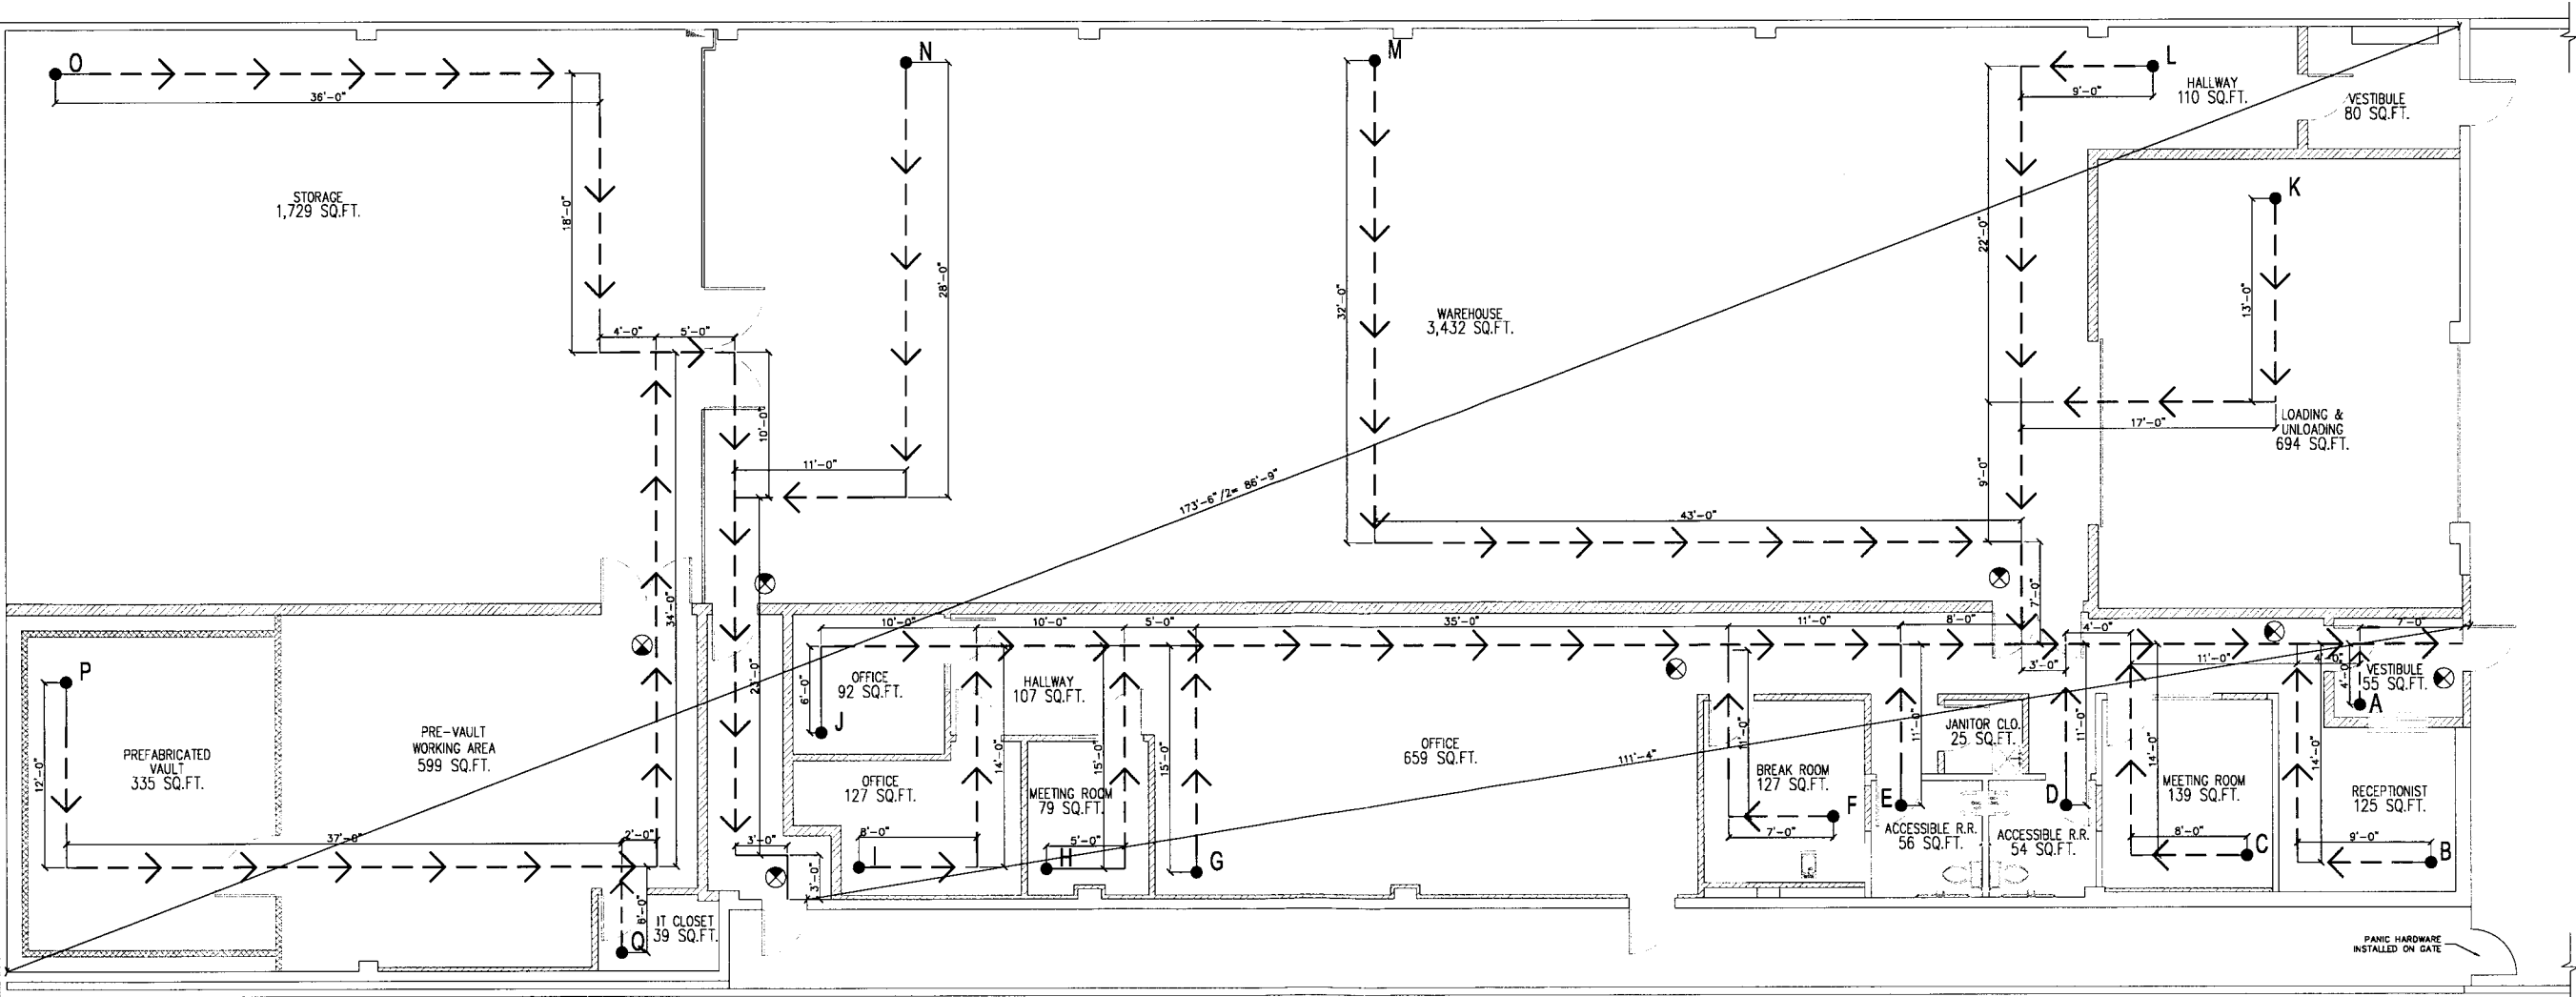 O
N
M
L
36'-0"
9'-0"
HALLWAY
110 SQ.FT.
VESTIBULE
80 SQ.FT.
STORAGE
1,729 SQ.FT.
18'-0"
28'-0"
32'-0"
22'-0"
K
13'-0"
WAREHOUSE
3,432 SQ.FT.
4'-0"
5'-0"
10'-0"
11'-0"
17'-0"
LOADING &
UNLOADING
694 SQ.FT.
9'-0"
173'-6"/2= 86'-9"
43'-0"
7'-0"
34'-0"
10'-0"
10'-0"
5'-0"
35'-0"
11'-0"
8'-0"
4'-0"
7'-0"
3'-0"
11'-0"
4'-0"
4'-0"
VESTIBULE
55 SQ.FT.
A
P
12'-0"
PREFABRICATED
VAULT
335 SQ.FT.
PRE-VAULT
WORKING AREA
599 SQ.FT.
23'-0"
6'-0"
J
OFFICE
92 SQ.FT.
HALLWAY
107 SQ.FT.
14'-0"
15'-0"
15'-0"
OFFICE
127 SQ.FT.
MEETING ROOM
79 SQ.FT.
OFFICE
659 SQ.FT.
111'-4"
11'-0"
BREAK ROOM
127 SQ.FT.
11'-0"
JANITOR CLO.
25 SQ.FT.
11'-0"
14'-0"
MEETING ROOM
139 SQ.FT.
14'-0"
RECEPTIONIST
125 SQ.FT.
F
E
D
7'-0"
ACCESSIBLE R.R.
56 SQ.FT.
ACCESSIBLE R.R.
54 SQ.FT.
8'-0"
C
9'-0"
B
2'-0"
3'-0"
8'-0"
I
5'-0"
H
G
3'-0"
Q
IT CLOSET
39 SQ.FT.
PANIC HARDWARE
INSTALLED ON GATE